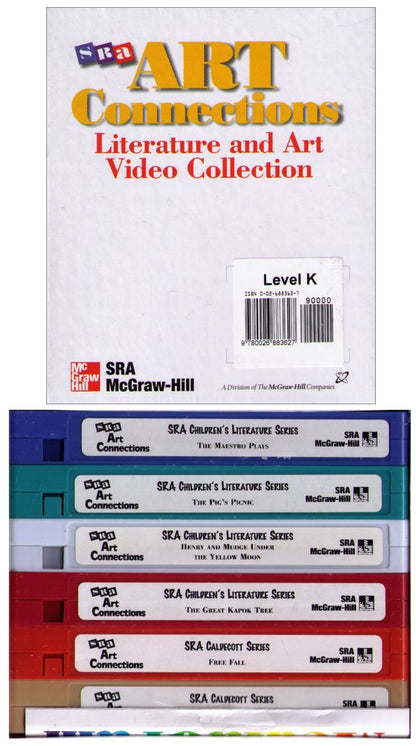 SRA
ART
Connections
Literature and Art
Video Collection
Level K
ISBN 0-02-688362-7
90000
9 780026 883627
Mc
Graw
Hill
SRA
McGraw-Hill
A Division of The McGraw-Hill Companies
SRA
Art
Connections
SRA Children's Literature Series
The Maestro Plays
SRA
McGraw-Hill
SRA
Art
Connections
SRA Children's Literature Series
The Pig's Picnic
SRA
McGraw-Hill
SRA
Art
Connections
SRA Children's Literature Series
Henry and Mudge Under
the Yellow Moon
SRA
McGraw-Hill
SRA
Art
Connections
SRA Children's Literature Series
The Great Kapok Tree
SRA
McGraw-Hill
SRA
Art
Connections
SRA Caldecott Series
Free Fall
SRA
McGraw-Hill
SRA
Art
SRA Caldecott Series
SRA